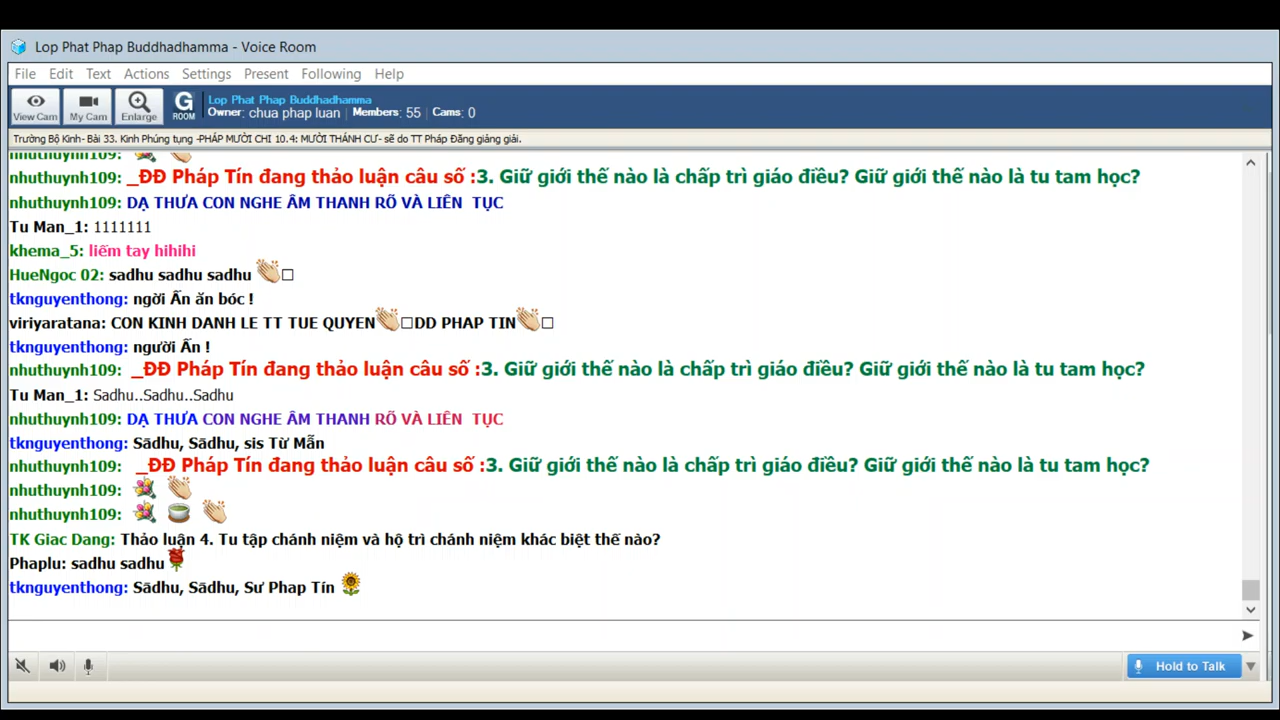 Lop Phat Phap Buddhadhamma - Voice Room
File Edit Text Actions Settings Present Following Help
View Cam My Cam Enlarge G ROOM Lop Phat Phap Buddhadhamma
Owner: chua phap luan | Members: 55 | Cams: 0
Trường Bộ Kinh- Bài 33. Kinh Phúng tụng -PHÁP MƯỜI CHI 10.4: MƯỜI THÁNH CƯ- sẽ do TT Pháp Đăng giảng giải.
nhuthuynh109:
nhuthuynh109: _ĐĐ Pháp Tín đang thảo luận câu số :3. Giữ giới thế nào là chấp trì giáo điều? Giữ giới thế nào là tu tam học?
nhuthuynh109: DẠ THƯA CON NGHE ÂM THANH RÕ VÀ LIÊN TỤC
Tu Man_1: 1111111
khema_5: liếm tay hihihi
HueNgoc 02: sadhu sadhu sadhu
tknguyenthong: ngời Ấn ăn bóc !
viriyaratana: CON KINH DANH LE TT TUE QUYEN DD PHAP TIN
tknguyenthong: người Ấn !
nhuthuynh109: _ĐĐ Pháp Tín đang thảo luận câu số :3. Giữ giới thế nào là chấp trì giáo điều? Giữ giới thế nào là tu tam học?
Tu Man_1: Sadhu..Sadhu..Sadhu
nhuthuynh109: DẠ THƯA CON NGHE ÂM THANH RÕ VÀ LIÊN TỤC
tknguyenthong: Sādhu, Sādhu, sis Từ Mẫn
nhuthuynh109: _ĐĐ Pháp Tín đang thảo luận câu số :3. Giữ giới thế nào là chấp trì giáo điều? Giữ giới thế nào là tu tam học?
nhuthuynh109:
nhuthuynh109:
TK Giac Dang: Thảo luận 4. Tu tập chánh niệm và hộ trì chánh niệm khác biệt thế nào?
Phaplu: sadhu sadhu
tknguyenthong: Sādhu, Sādhu, Sư Phap Tín
Hold to Talk